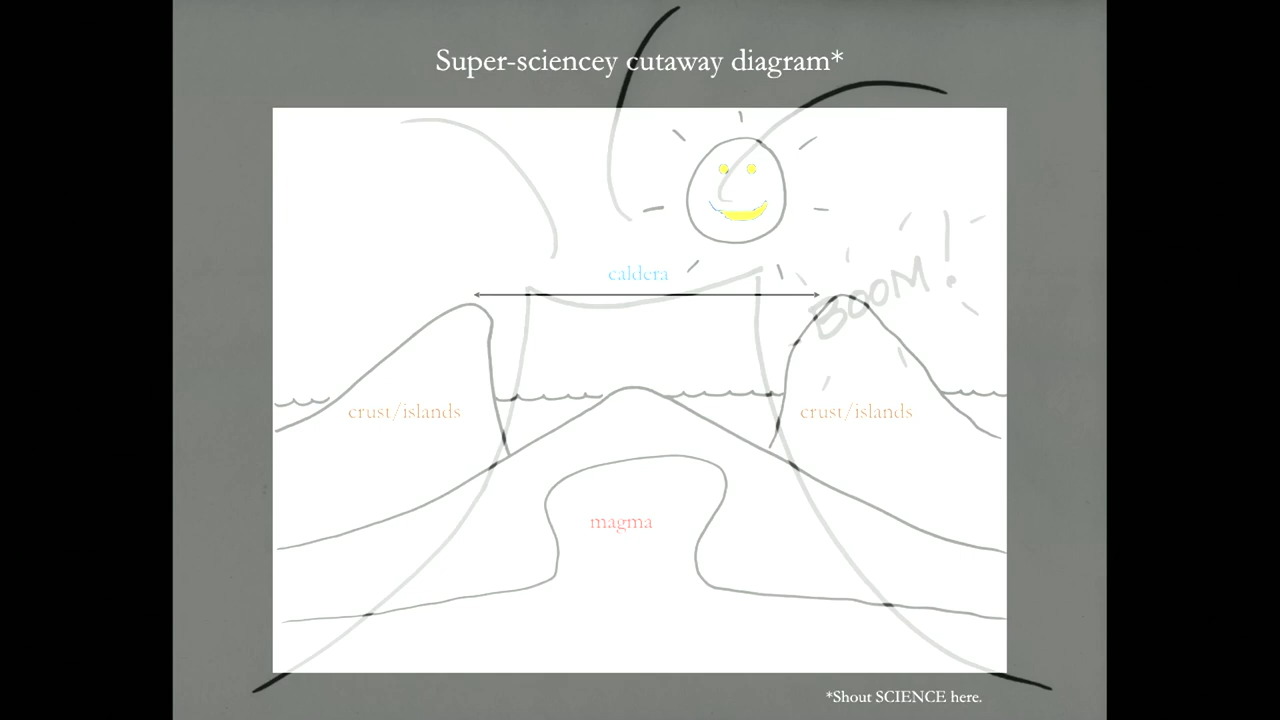 Super-sciencey cutaway diagram*
caldera
BOOM!
crust/islands
crust/islands
magma
*Shout SCIENCE here.